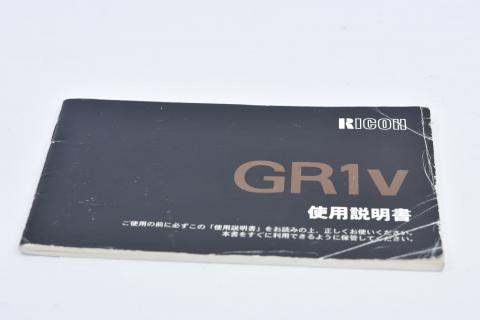 RICOH
GR1v
使用説明書
ご使用の前に必ずこの「使用説明書」をお読みの上、正しくお使いください。
本書をすぐに利用できるように保管してください。